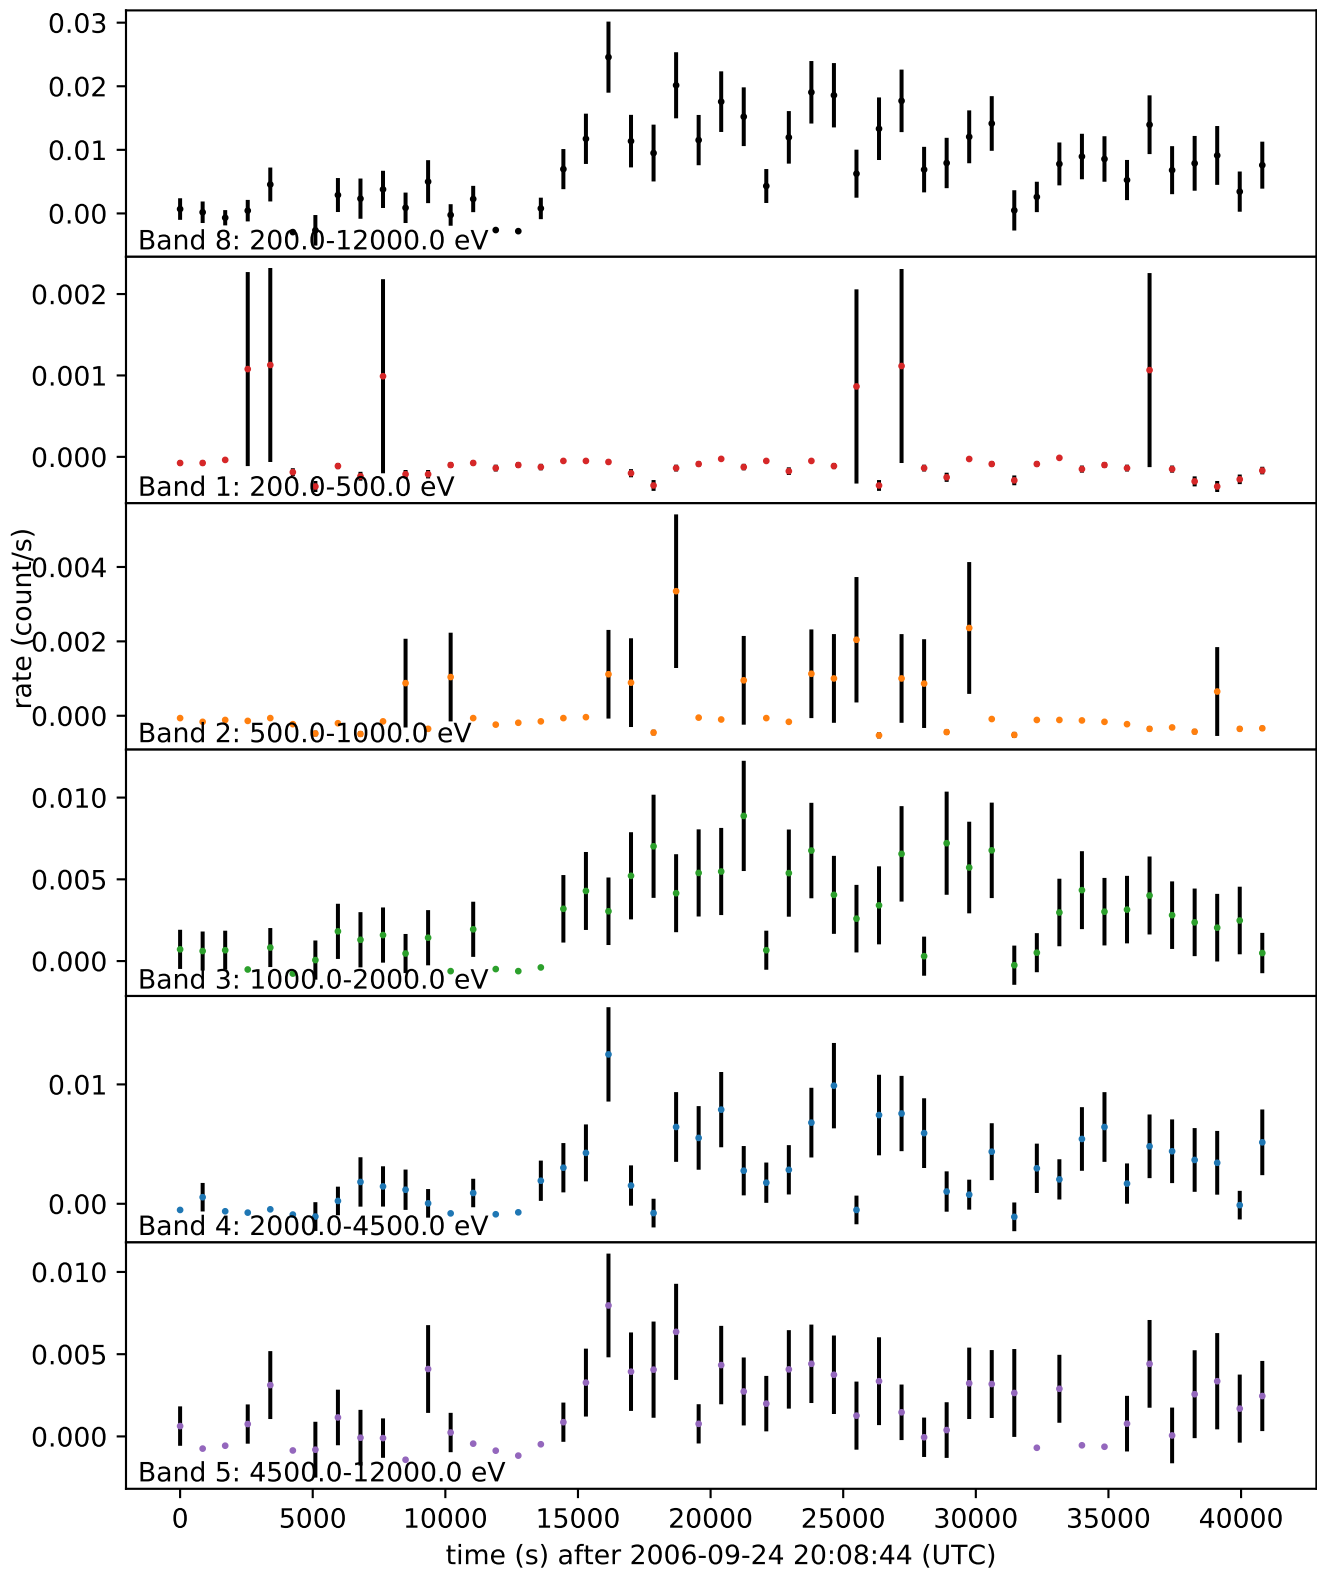 0.03
0.02
0.01
0.00
Band 8: 200.0-12000.0 eV
0.002
0.001
0.000
Band 1: 200.0-500.0 eV
rate (count/s)
0.004
0.002
0.000
Band 2: 500.0-1000.0 eV
0.010
0.005
0.000
Band 3: 1000.0-2000.0 eV
0.01
0.00
Band 4: 2000.0-4500.0 eV
0.010
0.005
0.000
Band 5: 4500.0-12000.0 eV
0 5000 10000 15000 20000 25000 30000 35000 40000
time (s) after 2006-09-24 20:08:44 (UTC)